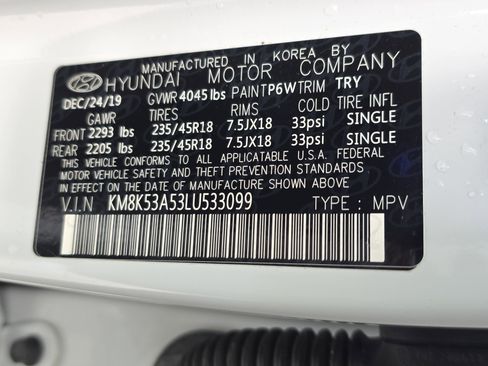 MANUFACTURED IN KOREA BY
HYUNDAI MOTOR COMPANY
DEC/24/19 GVWR 4045 lbs PAINT P6W TRIM TRY
GAWR TIRES RIMS COLD TIRE INFL
FRONT 2293 lbs 235/45R18 7.5JX18 33psi SINGLE
REAR 2205 lbs 235/45R18 7.5JX18 33psi SINGLE
THIS VEHICLE CONFORMS TO ALL APPLICABLE U.S.A. FEDERAL
MOTOR VEHICLE SAFETY AND THEFT PREVENTION STANDARDS
IN EFFECT ON THE DATE OF MANUFACTURE SHOWN ABOVE.
V.I.N KM8K53A53LU533099 TYPE : MPV